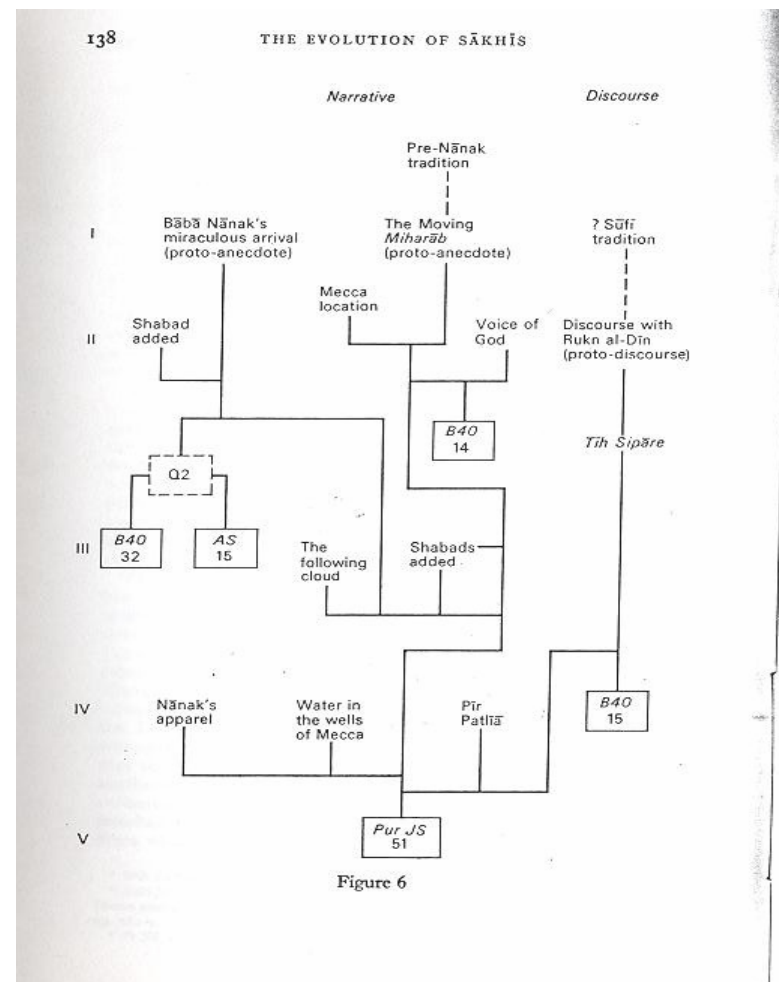 138
THE EVOLUTION OF SĀKHĪS
Narrative
Discourse
Pre-Nānak
tradition
I
Bābā Nānak's
miraculous arrival
(proto-anecdote)
The Moving
Miharāb
(proto-anecdote)
? Sūfī
tradition
Mecca
location
II
Shabad
added
Voice of
God
Discourse with
Rukn al-Dīn
(proto-discourse)
B40
14
Tīh Sipāre
Q2
III
B40
32
AS
15
The
following
cloud
Shabads
added
IV
Nānak's
apparel
Water in
the wells
of Mecca
Pīr
Patlīā
B40
15
V
Pur JS
51
Figure 6